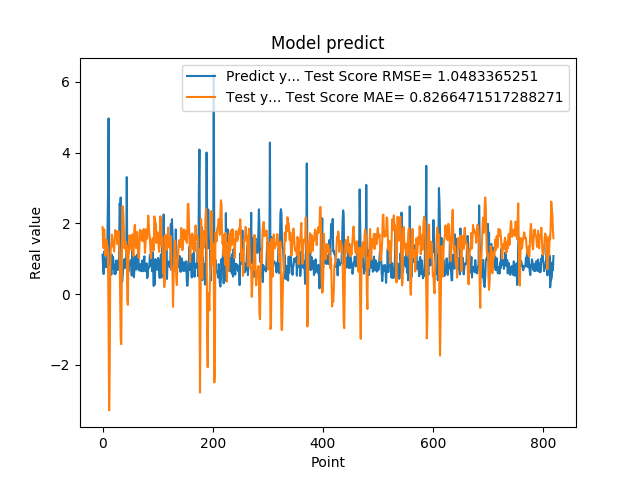 Model predict
Predict y... Test Score RMSE= 1.0483365251
Test y... Test Score MAE= 0.8266471517288271
Real value
6
4
2
0
−2
0 200 400 600 800
Point